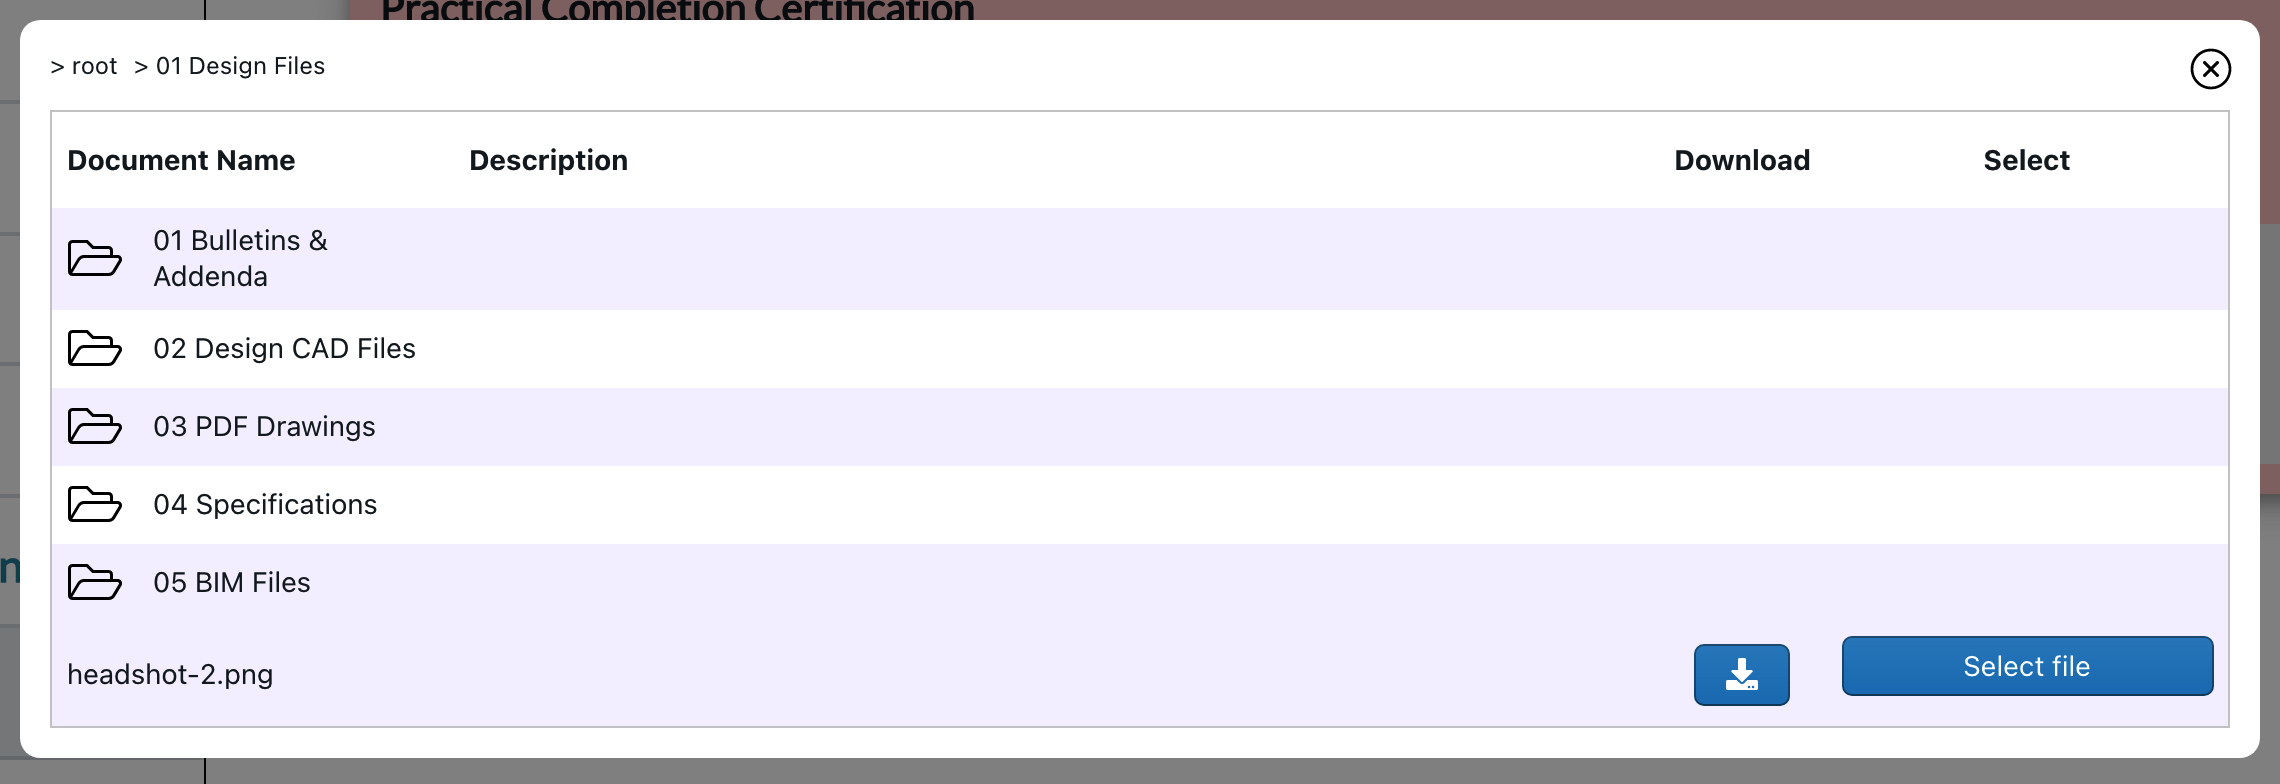 Practical Completion Certification
> root > 01 Design Files
Document Name Description Download Select
01 Bulletins &
Addenda
02 Design CAD Files
03 PDF Drawings
04 Specifications
n
05 BIM Files
headshot-2.png Select file